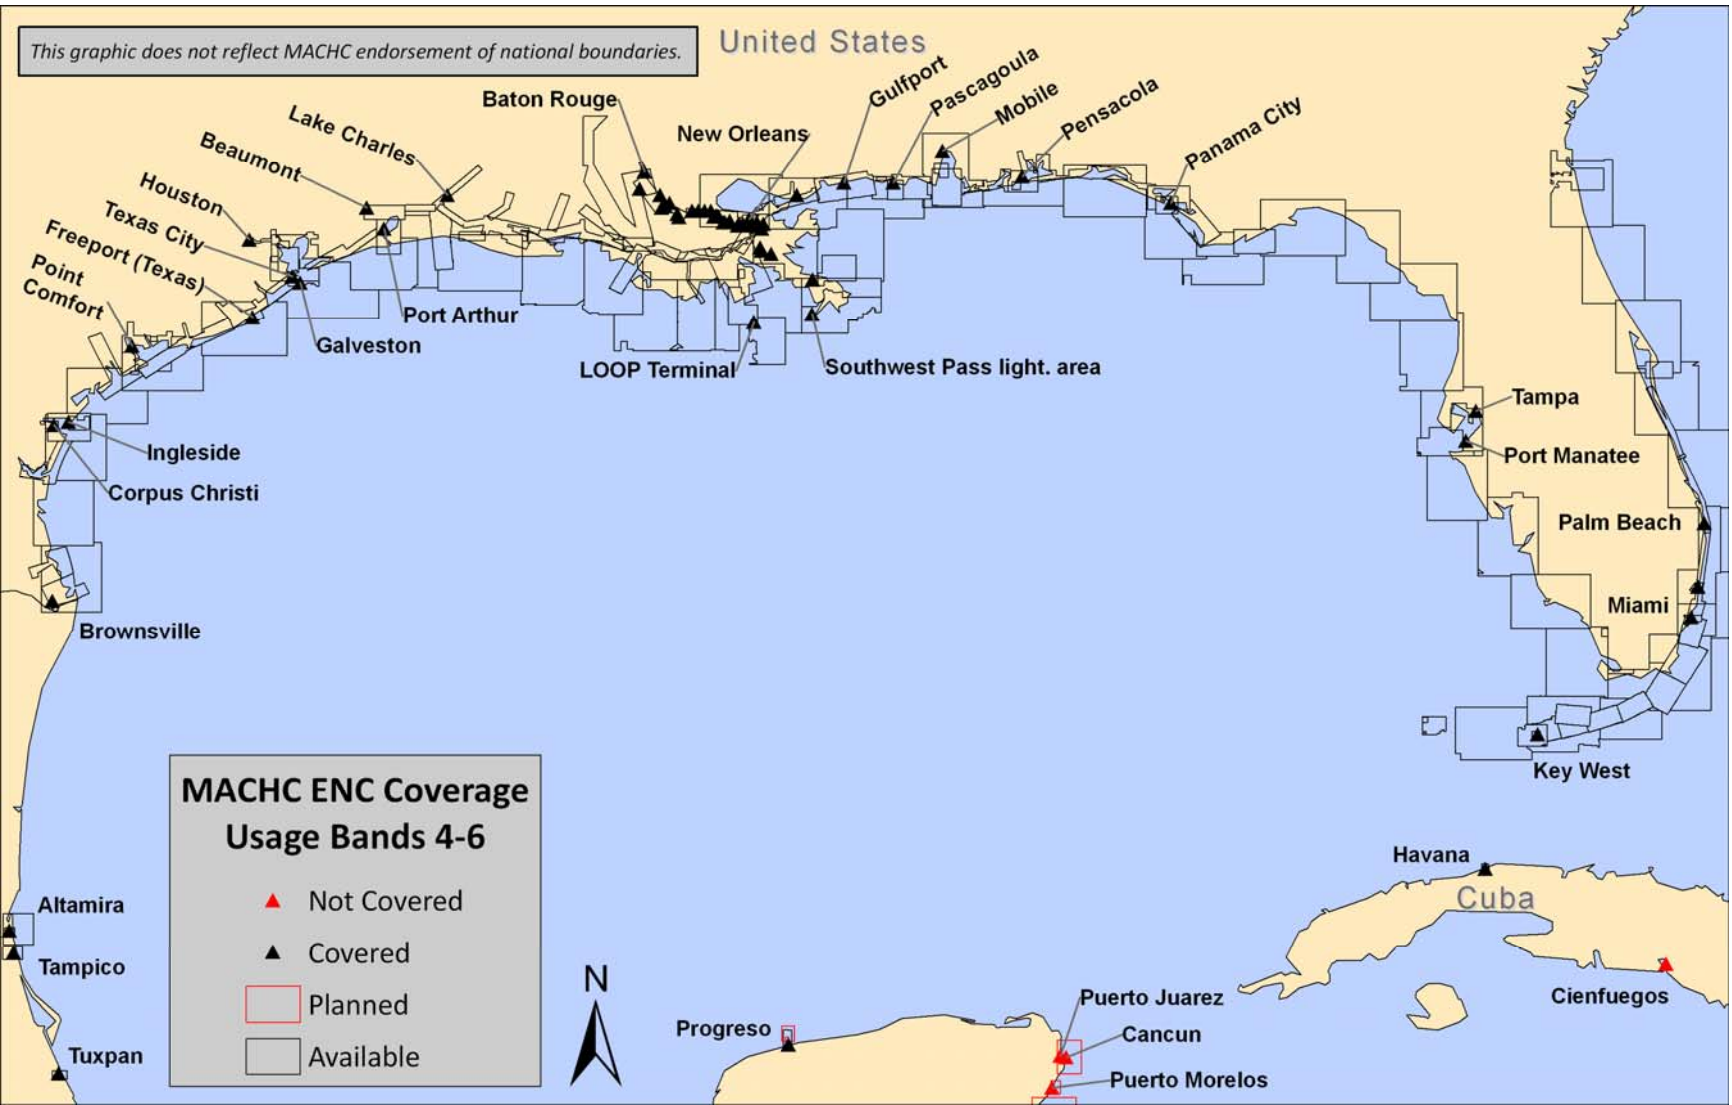 This graphic does not reflect MACHC endorsement of national boundaries.
United States
Baton Rouge
New Orleans
Gulfport
Pascagoula
Mobile
Pensacola
Panama City
Lake Charles
Beaumont
Houston
Texas City
Freeport (Texas)
Point
Comfort
Port Arthur
Galveston
LOOP Terminal
Southwest Pass light. area
Ingleside
Corpus Christi
Brownsville
Tampa
Port Manatee
Palm Beach
Miami
Key West
MACHC ENC Coverage
Usage Bands 4-6
Not Covered
Covered
Planned
Available
Altamira
Tampico
Tuxpan
N
Havana
Cuba
Cienfuegos
Progreso
Puerto Juarez
Cancun
Puerto Morelos